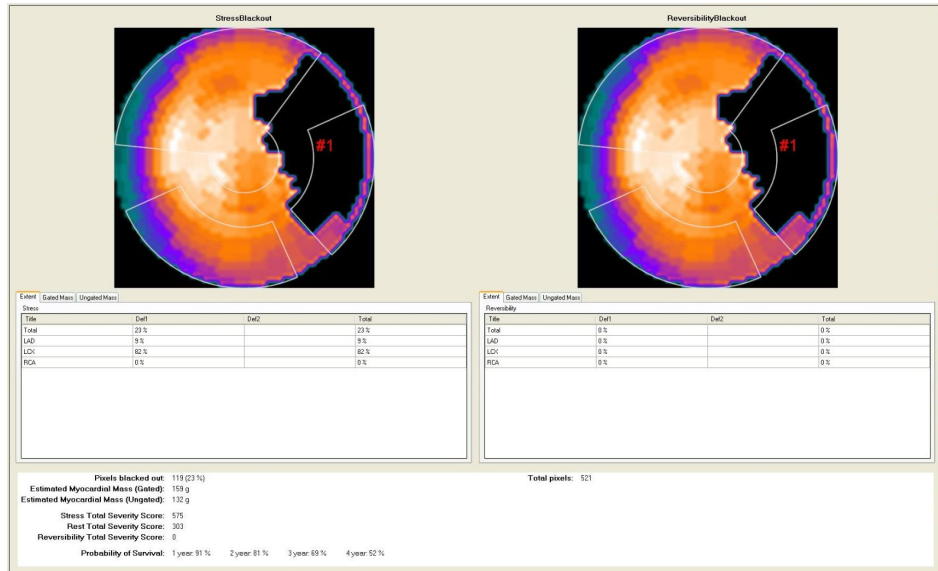 StressBlackout
ReversibilityBlackout
#1
#1
Extent Gated Mass Ungated Mass
Stress
Title Def1 Def2 Total
Total 23 % 23 %
LAD 9 % 9 %
LCX 82 % 82 %
RCA 0 % 0 %
Extent Gated Mass Ungated Mass
Reversibility
Title Def1 Def2 Total
Total 0 % 0 %
LAD 0 % 0 %
LCX 0 % 0 %
RCA 0 % 0 %
Pixels blacked out: 119 (23 %)
Total pixels: 521
Estimated Myocardial Mass (Gated): 159 g
Estimated Myocardial Mass (Ungated): 132 g
Stress Total Severity Score: 575
Rest Total Severity Score: 303
Reversibility Total Severity Score: 0
Probability of Survival: 1 year: 91 % 2 year: 81 % 3 year: 69 % 4 year: 52 %